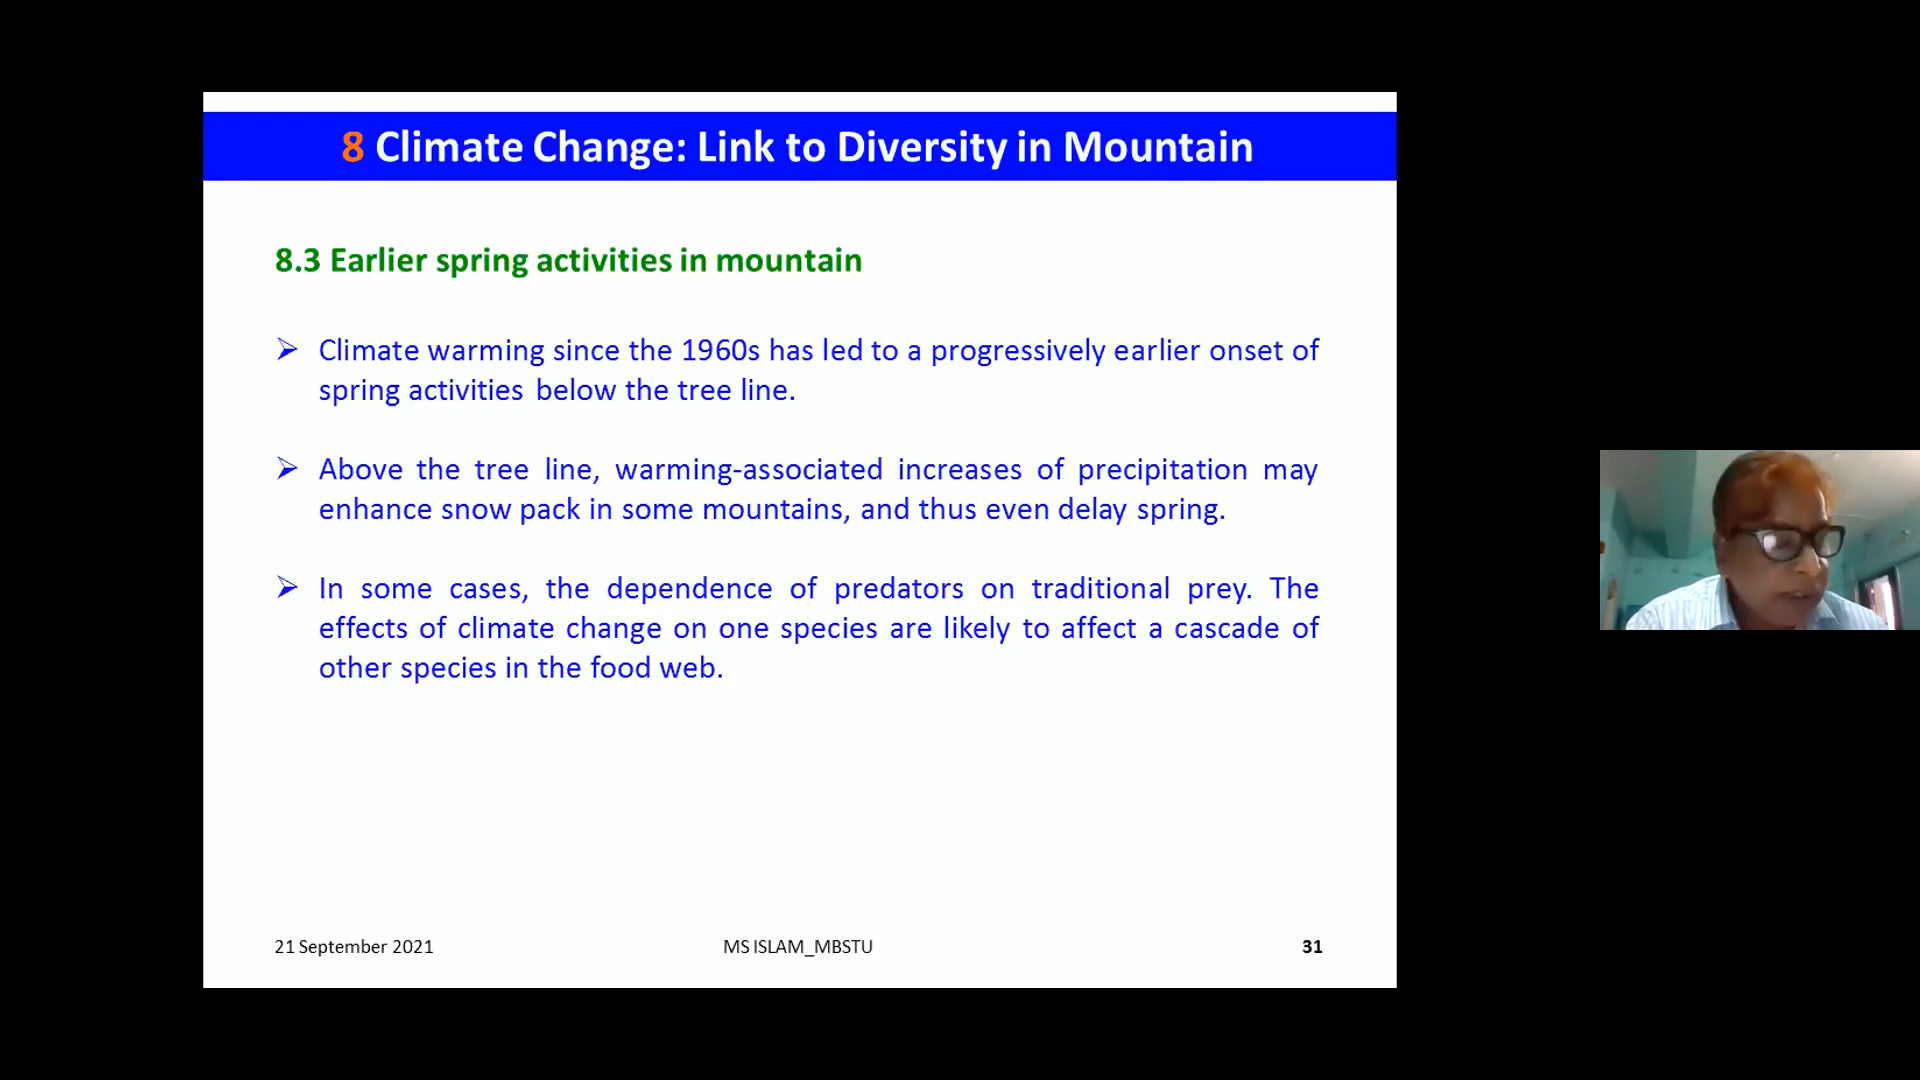 8 Climate Change: Link to Diversity in Mountain
8.3 Earlier spring activities in mountain
➢ Climate warming since the 1960s has led to a progressively earlier onset of
spring activities below the tree line.
➢ Above the tree line, warming-associated increases of precipitation may
enhance snow pack in some mountains, and thus even delay spring.
➢ In some cases, the dependence of predators on traditional prey. The
effects of climate change on one species are likely to affect a cascade of
other species in the food web.
21 September 2021
MS ISLAM_MBSTU
31